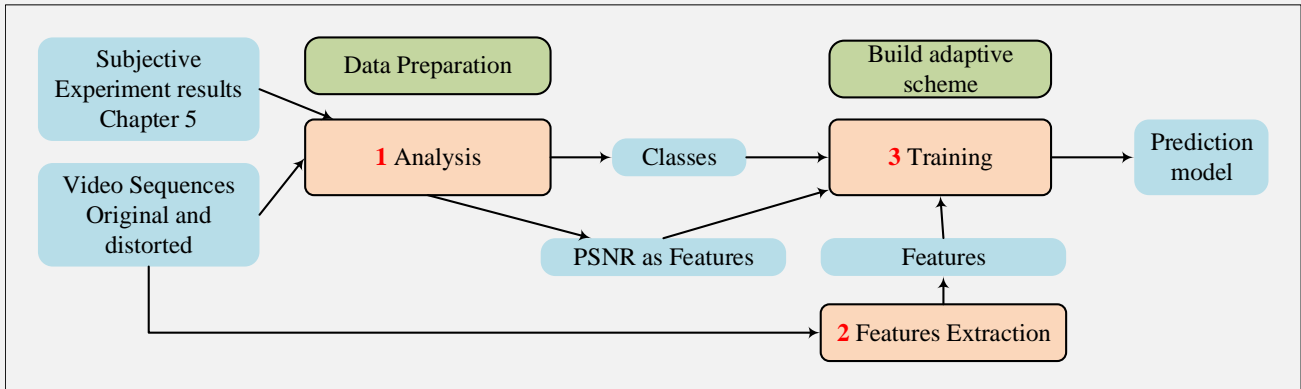 Subjective
Experiment results
Chapter 5
Data Preparation
Build adaptive
scheme
1 Analysis
Classes
3 Training
Prediction
model
Video Sequences
Original and
distorted
PSNR as Features
Features
2 Features Extraction